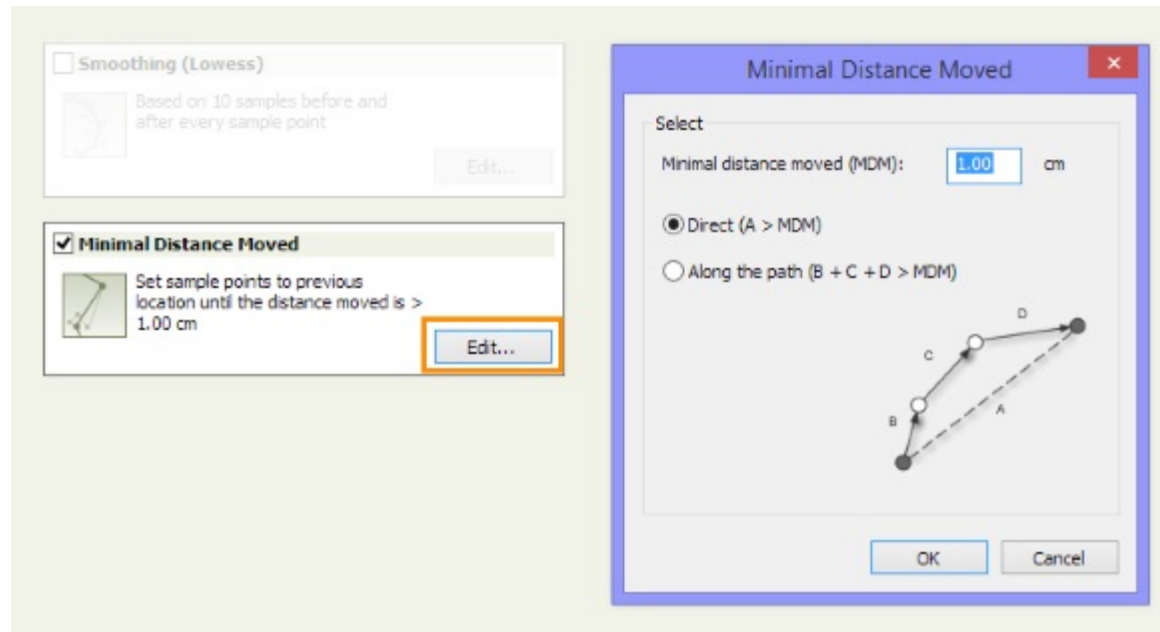 Smoothing (Lowess)
Based on 10 samples before and
after every sample point
Edit...
Minimal Distance Moved
Set sample points to previous
location until the distance moved is >
1.00 cm
Edit...
Minimal Distance Moved
Select
Minimal distance moved (MDM): 1.00 cm
Direct (A > MDM)
Along the path (B + C + D > MDM)
D
C
B
A
OK Cancel